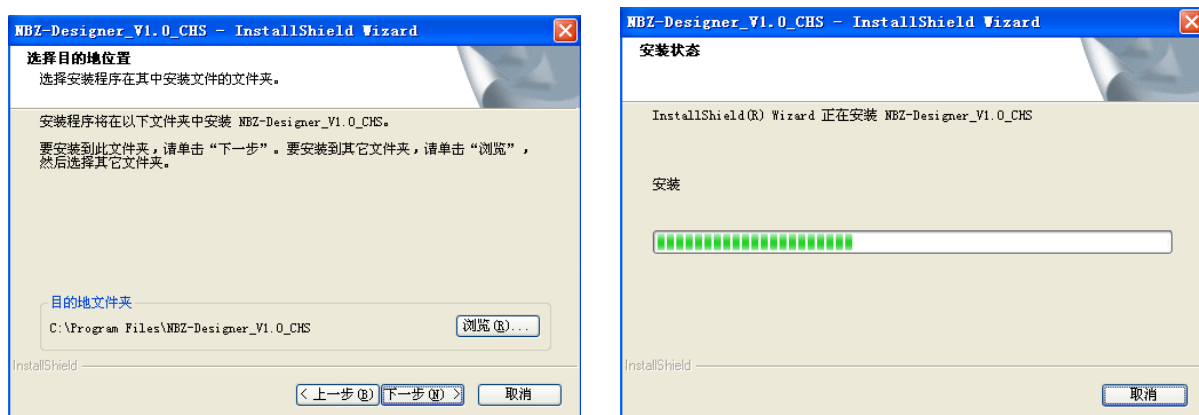 NBZ-Designer_V1.0_CHS - InstallShield Wizard
选择目的地位置
选择安装程序在其中安装文件的文件夹。
安装程序将在以下文件夹中安装 NBZ-Designer_V1.0_CHS。
要安装到此文件夹，请单击“下一步”。要安装到其它文件夹，请单击“浏览”，
然后选择其它文件夹。
目的地文件夹
C:\Program Files\NBZ-Designer_V1.0_CHS
浏览(R)...
InstallShield
< 上一步(B)
下一步(N) >
取消
NBZ-Designer_V1.0_CHS - InstallShield Wizard
安装状态
InstallShield(R) Wizard 正在安装 NBZ-Designer_V1.0_CHS
安装
InstallShield
取消